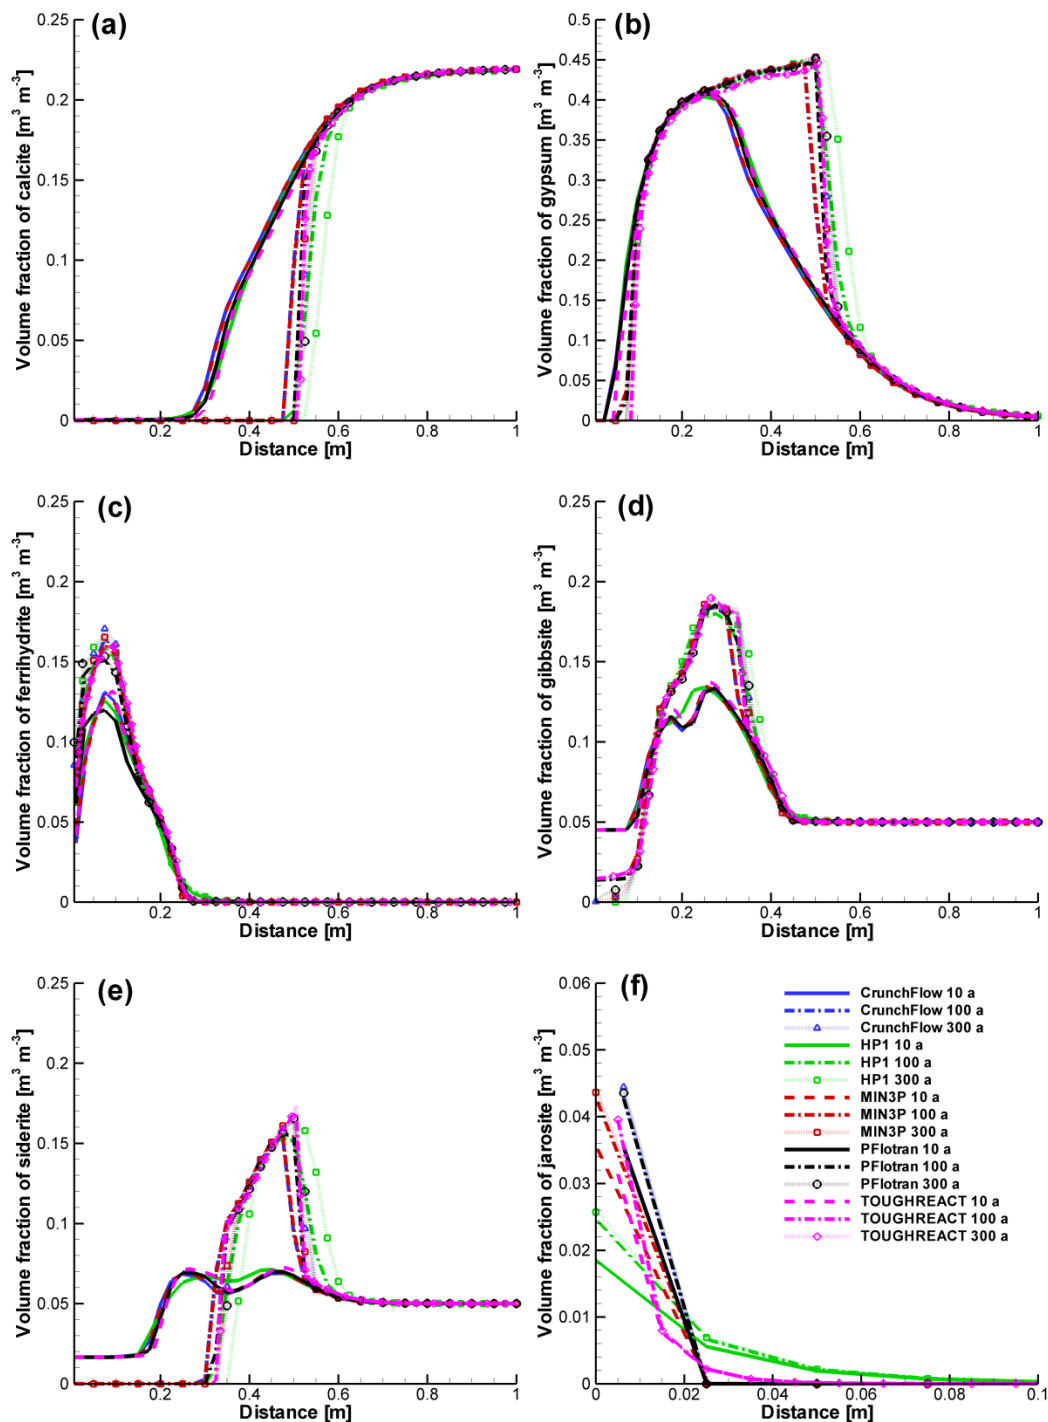 (a)
Volume fraction of calcite [m³ m⁻³]
0.25
0.2
0.15
0.1
0.05
0
0.2
0.4
0.6
0.8
1
Distance [m]
(b)
Volume fraction of gypsum [m³ m⁻³]
0.5
0.45
0.4
0.35
0.3
0.25
0.2
0.15
0.1
0.05
0
0.2
0.4
0.6
0.8
1
Distance [m]
(c)
Volume fraction of ferrihydrite [m³ m⁻³]
0.25
0.2
0.15
0.1
0.05
0
0.2
0.4
0.6
0.8
1
Distance [m]
(d)
Volume fraction of gibbsite [m³ m⁻³]
0.25
0.2
0.15
0.1
0.05
0
0.2
0.4
0.6
0.8
1
Distance [m]
(e)
Volume fraction of siderite [m³ m⁻³]
0.25
0.2
0.15
0.1
0.05
0
0.2
0.4
0.6
0.8
1
Distance [m]
(f)
Volume fraction of jarosite [m³ m⁻³]
0.06
0.05
0.04
0.03
0.02
0.01
0
0
0.02
0.04
0.06
0.08
0.1
Distance [m]
CrunchFlow 10 a
CrunchFlow 100 a
CrunchFlow 300 a
HP1 10 a
HP1 100 a
HP1 300 a
MIN3P 10 a
MIN3P 100 a
MIN3P 300 a
PFlotran 10 a
PFlotran 100 a
PFlotran 300 a
TOUGHREACT 10 a
TOUGHREACT 100 a
TOUGHREACT 300 a